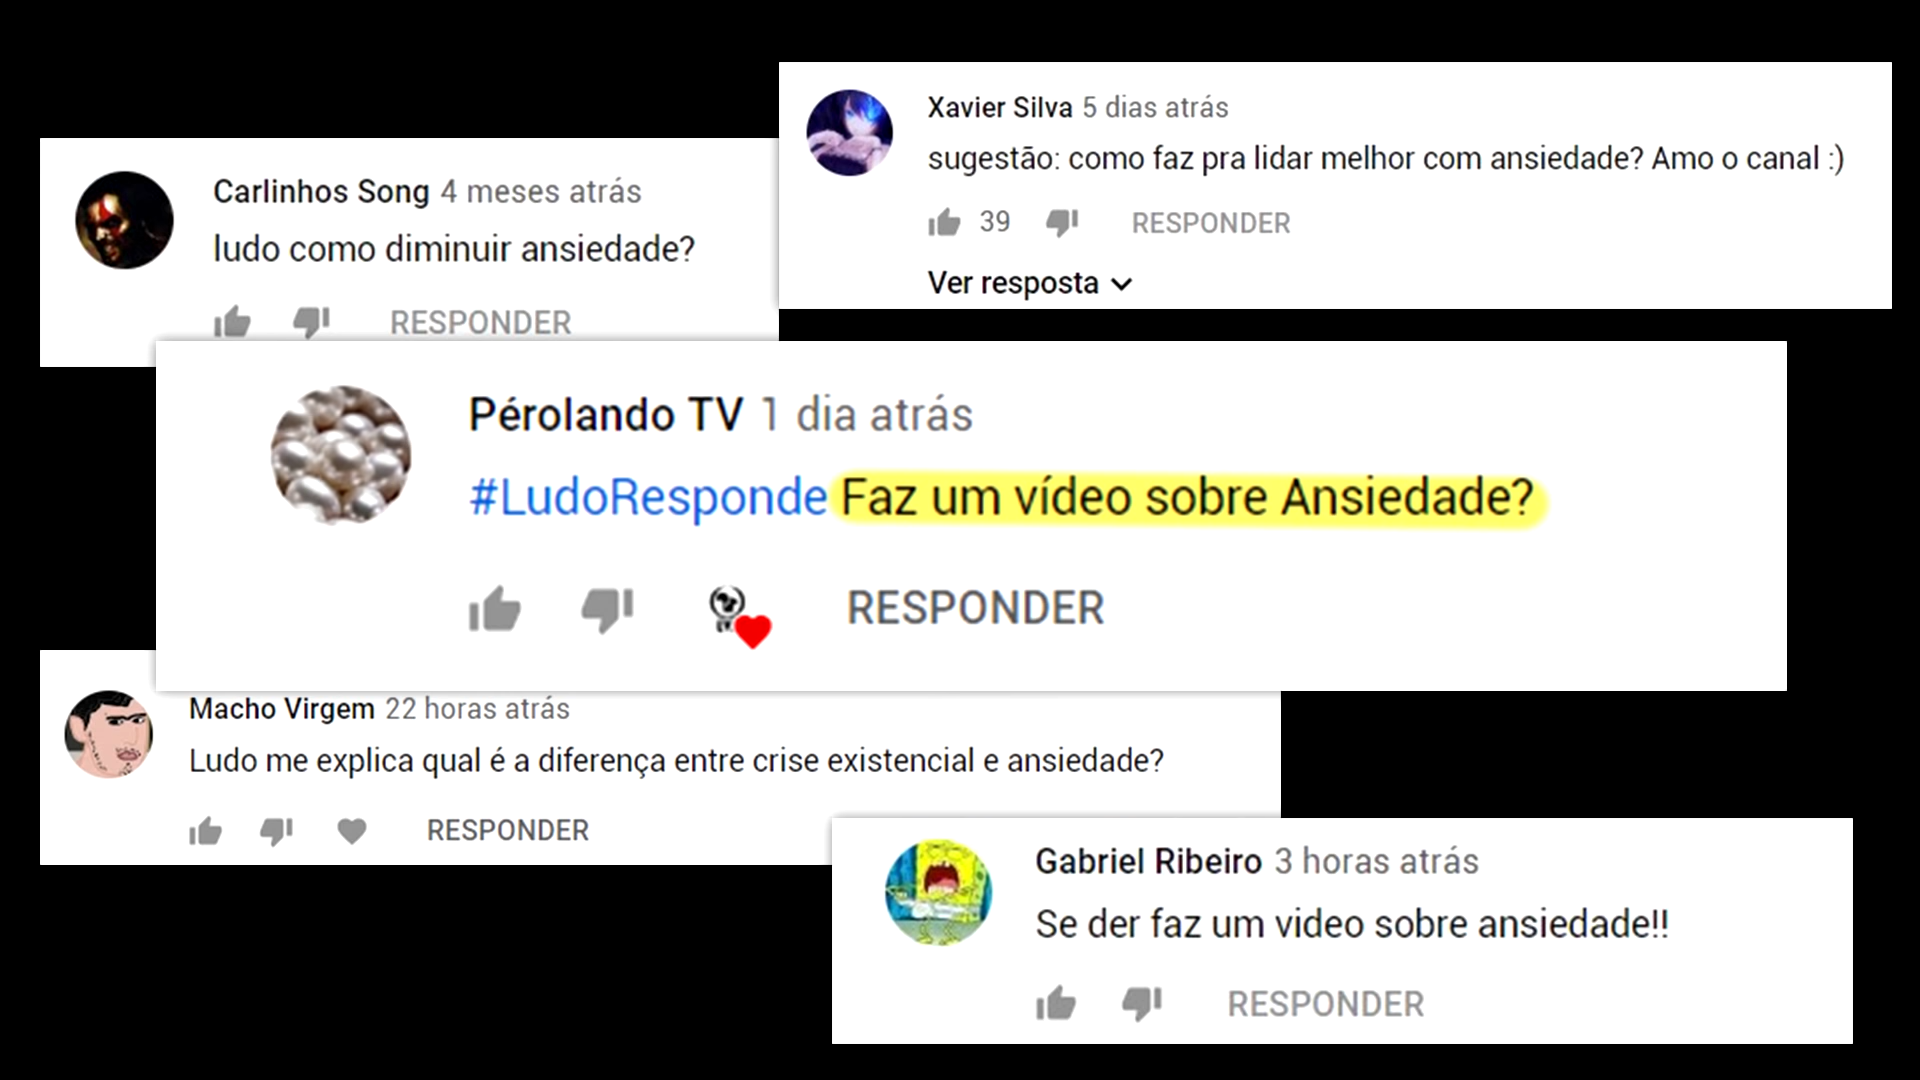 Xavier Silva 5 dias atrás
sugestão: como faz pra lidar melhor com ansiedade? Amo o canal :)
39 RESPONDER
Ver resposta
Carlinhos Song 4 meses atrás
ludo como diminuir ansiedade?
RESPONDER
Pérolando TV 1 dia atrás
#LudoResponde Faz um vídeo sobre Ansiedade?
RESPONDER
Macho Virgem 22 horas atrás
Ludo me explica qual é a diferença entre crise existencial e ansiedade?
RESPONDER
Gabriel Ribeiro 3 horas atrás
Se der faz um video sobre ansiedade!!
RESPONDER